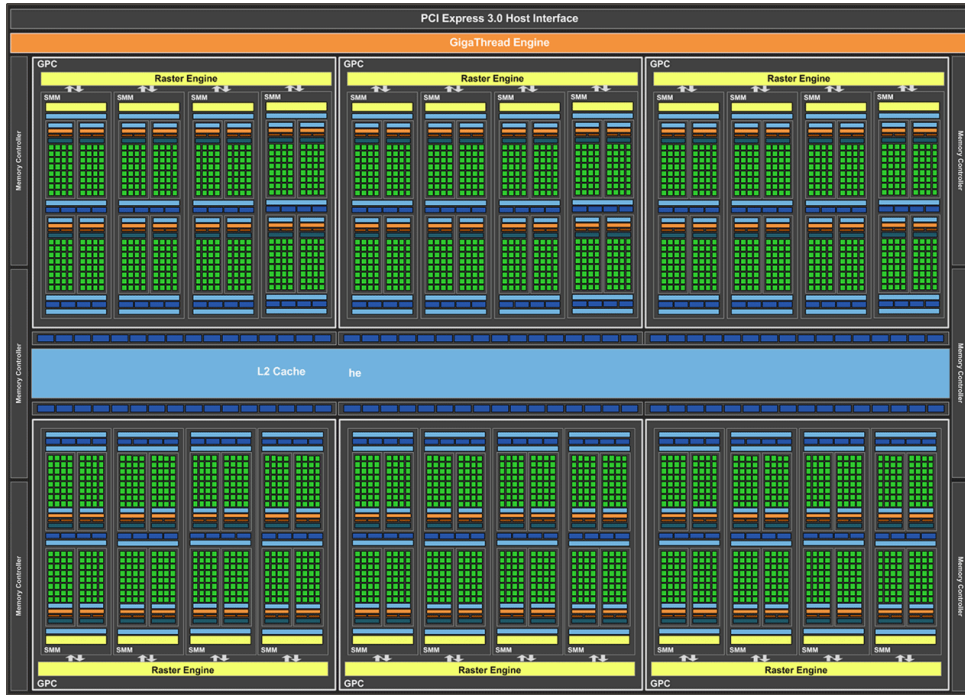 PCI Express 3.0 Host Interface
GigaThread Engine
GPC
GPC
GPC
Raster Engine
Raster Engine
Raster Engine
SMM
SMM
SMM
SMM
SMM
SMM
SMM
SMM
SMM
SMM
SMM
SMM
Memory Controller
Memory Controller
Memory Controller
Memory Controller
L2 Cache he
Memory Controller
Memory Controller
SMM
SMM
SMM
SMM
SMM
SMM
SMM
SMM
SMM
SMM
SMM
SMM
Raster Engine
Raster Engine
Raster Engine
GPC
GPC
GPC